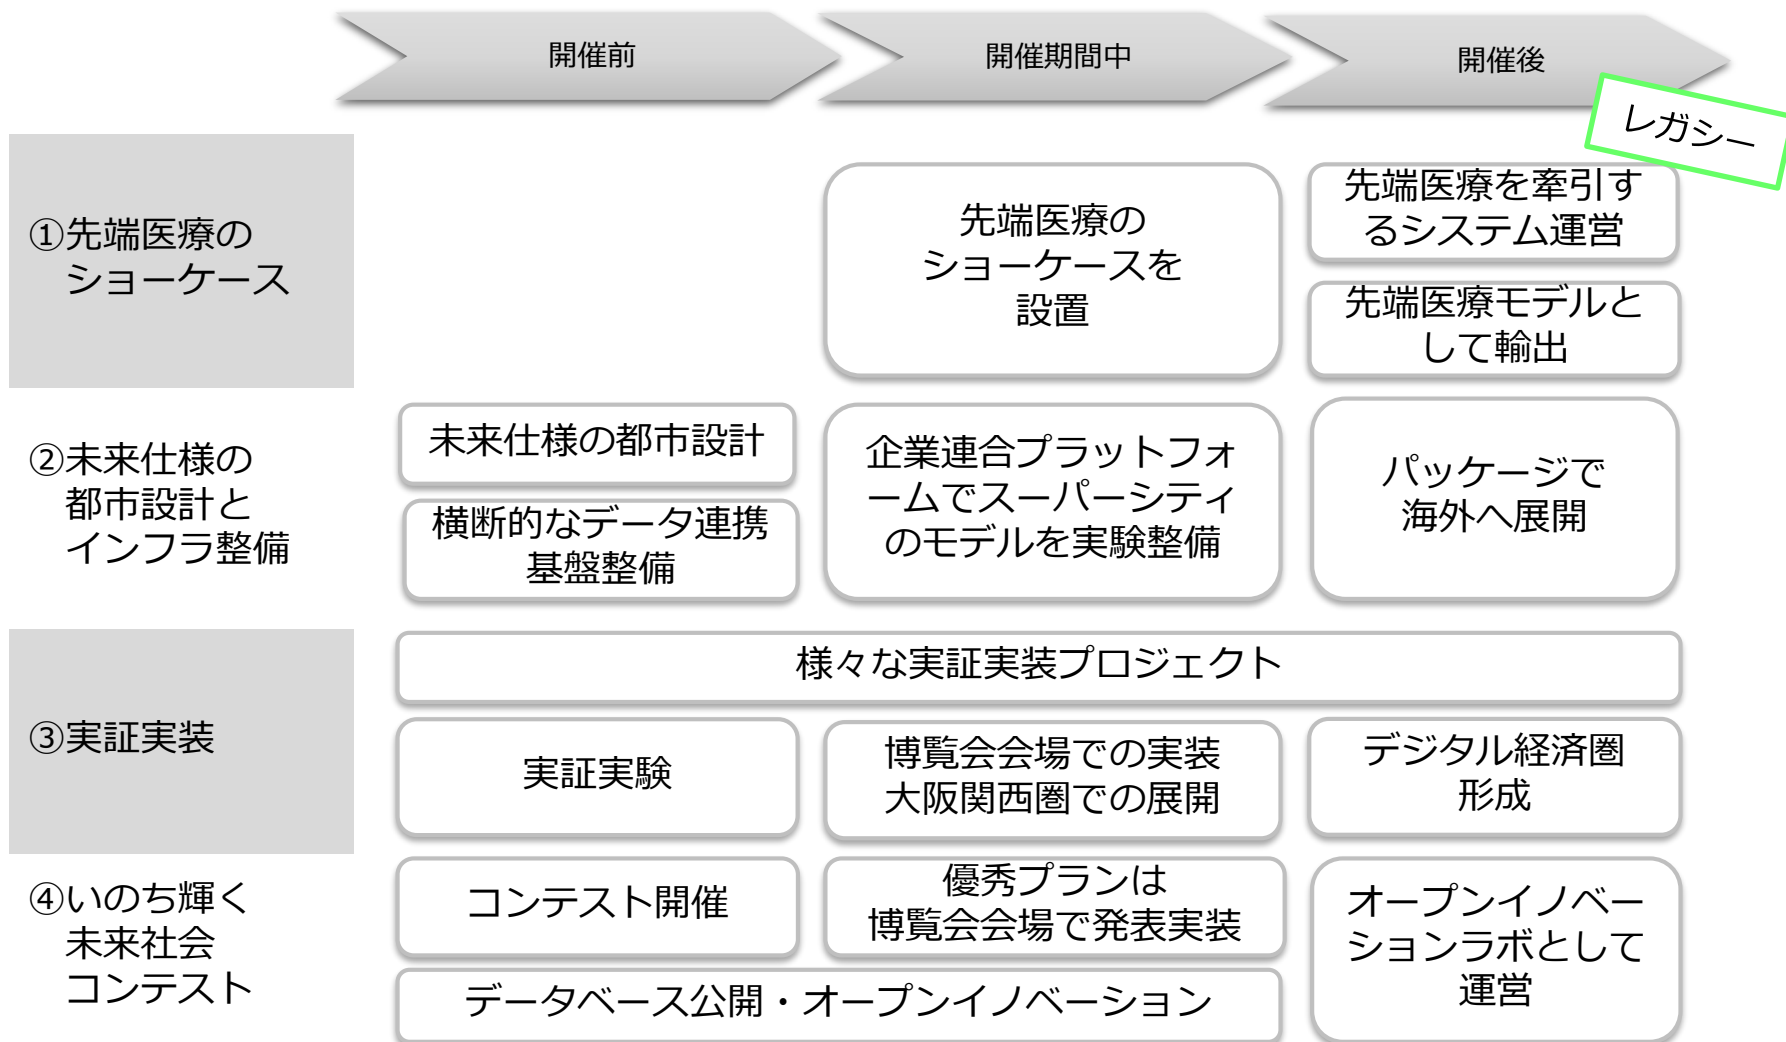 開催前
開催期間中
開催後
レガシー
①先端医療の
ショーケース
先端医療の
ショーケースを
設置
先端医療を牽引す
るシステム運営
先端医療モデルと
して輸出
②未来仕様の
都市設計と
インフラ整備
未来仕様の都市設計
横断的なデータ連携
基盤整備
企業連合プラットフォ
ームでスーパーシティ
のモデルを実験整備
パッケージで
海外へ展開
③実証実装
様々な実証実装プロジェクト
実証実験
博覧会会場での実装
大阪関西圏での展開
デジタル経済圏
形成
④いのち輝く
未来社会
コンテスト
コンテスト開催
優秀プランは
博覧会会場で発表実装
データベース公開・オープンイノベーション
オープンイノベー
ションラボとして
運営